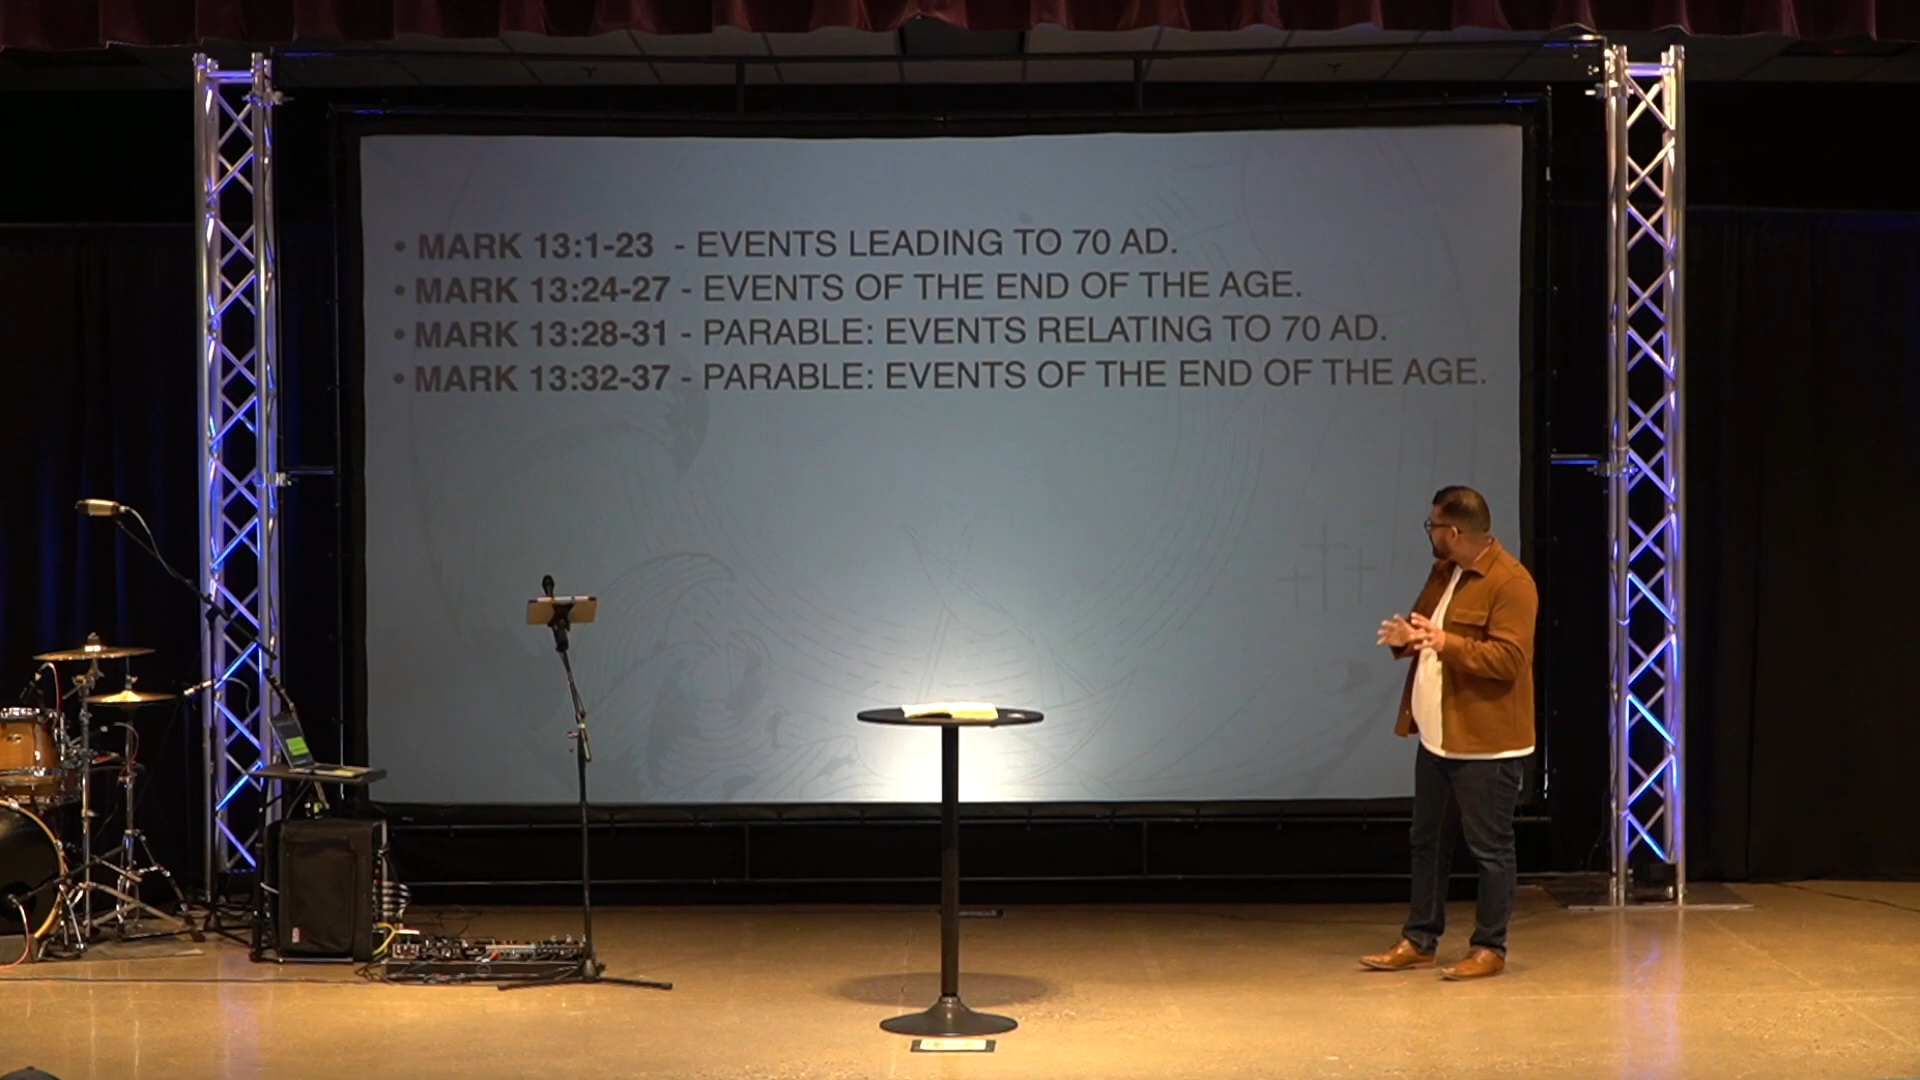 • MARK 13:1-23 - EVENTS LEADING TO 70 AD.
• MARK 13:24-27 - EVENTS OF THE END OF THE AGE.
• MARK 13:28-31 - PARABLE: EVENTS RELATING TO 70 AD.
• MARK 13:32-37 - PARABLE: EVENTS OF THE END OF THE AGE.